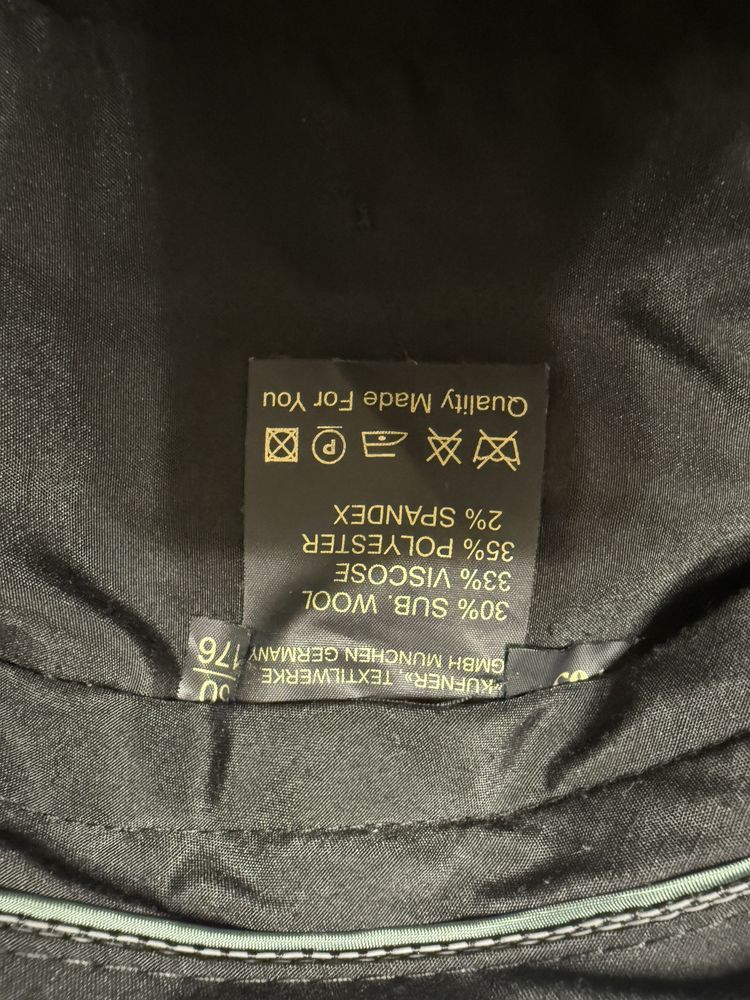 »KUFNER«, TEXTILWERKE
GMBH MUNCHEN GERMANY
30% SUB. WOOL
33% VISCOSE
35% POLYESTER
2% SPANDEX
P
Quality Made For You
176